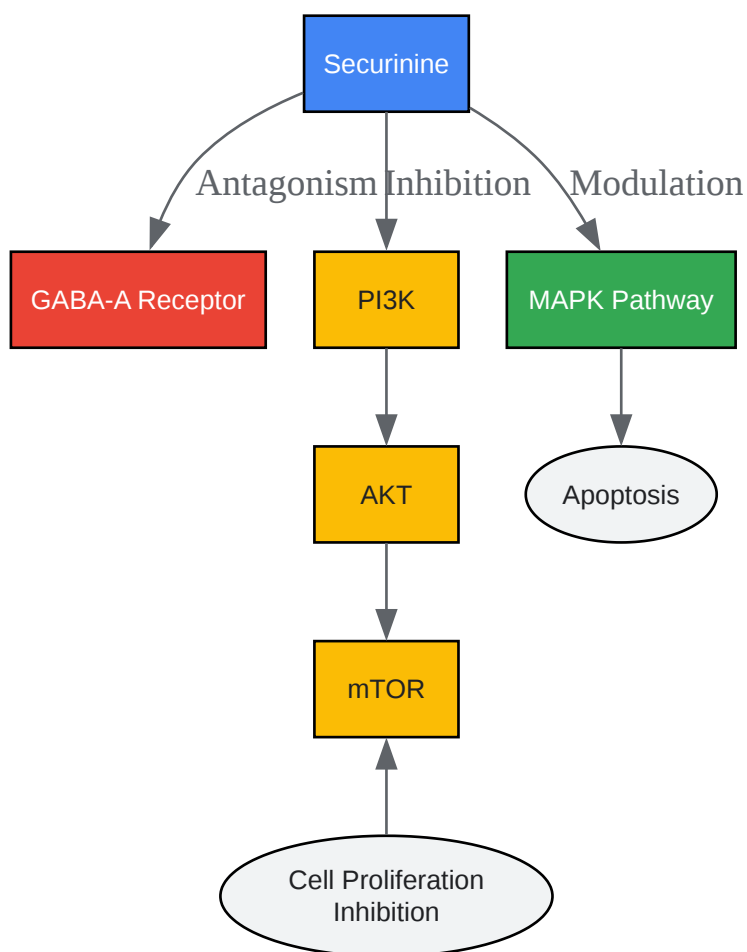 Securinine
Antagonism Inhibition Modulation
GABA-A Receptor PI3K MAPK Pathway
AKT Apoptosis
mTOR
Cell Proliferation
Inhibition